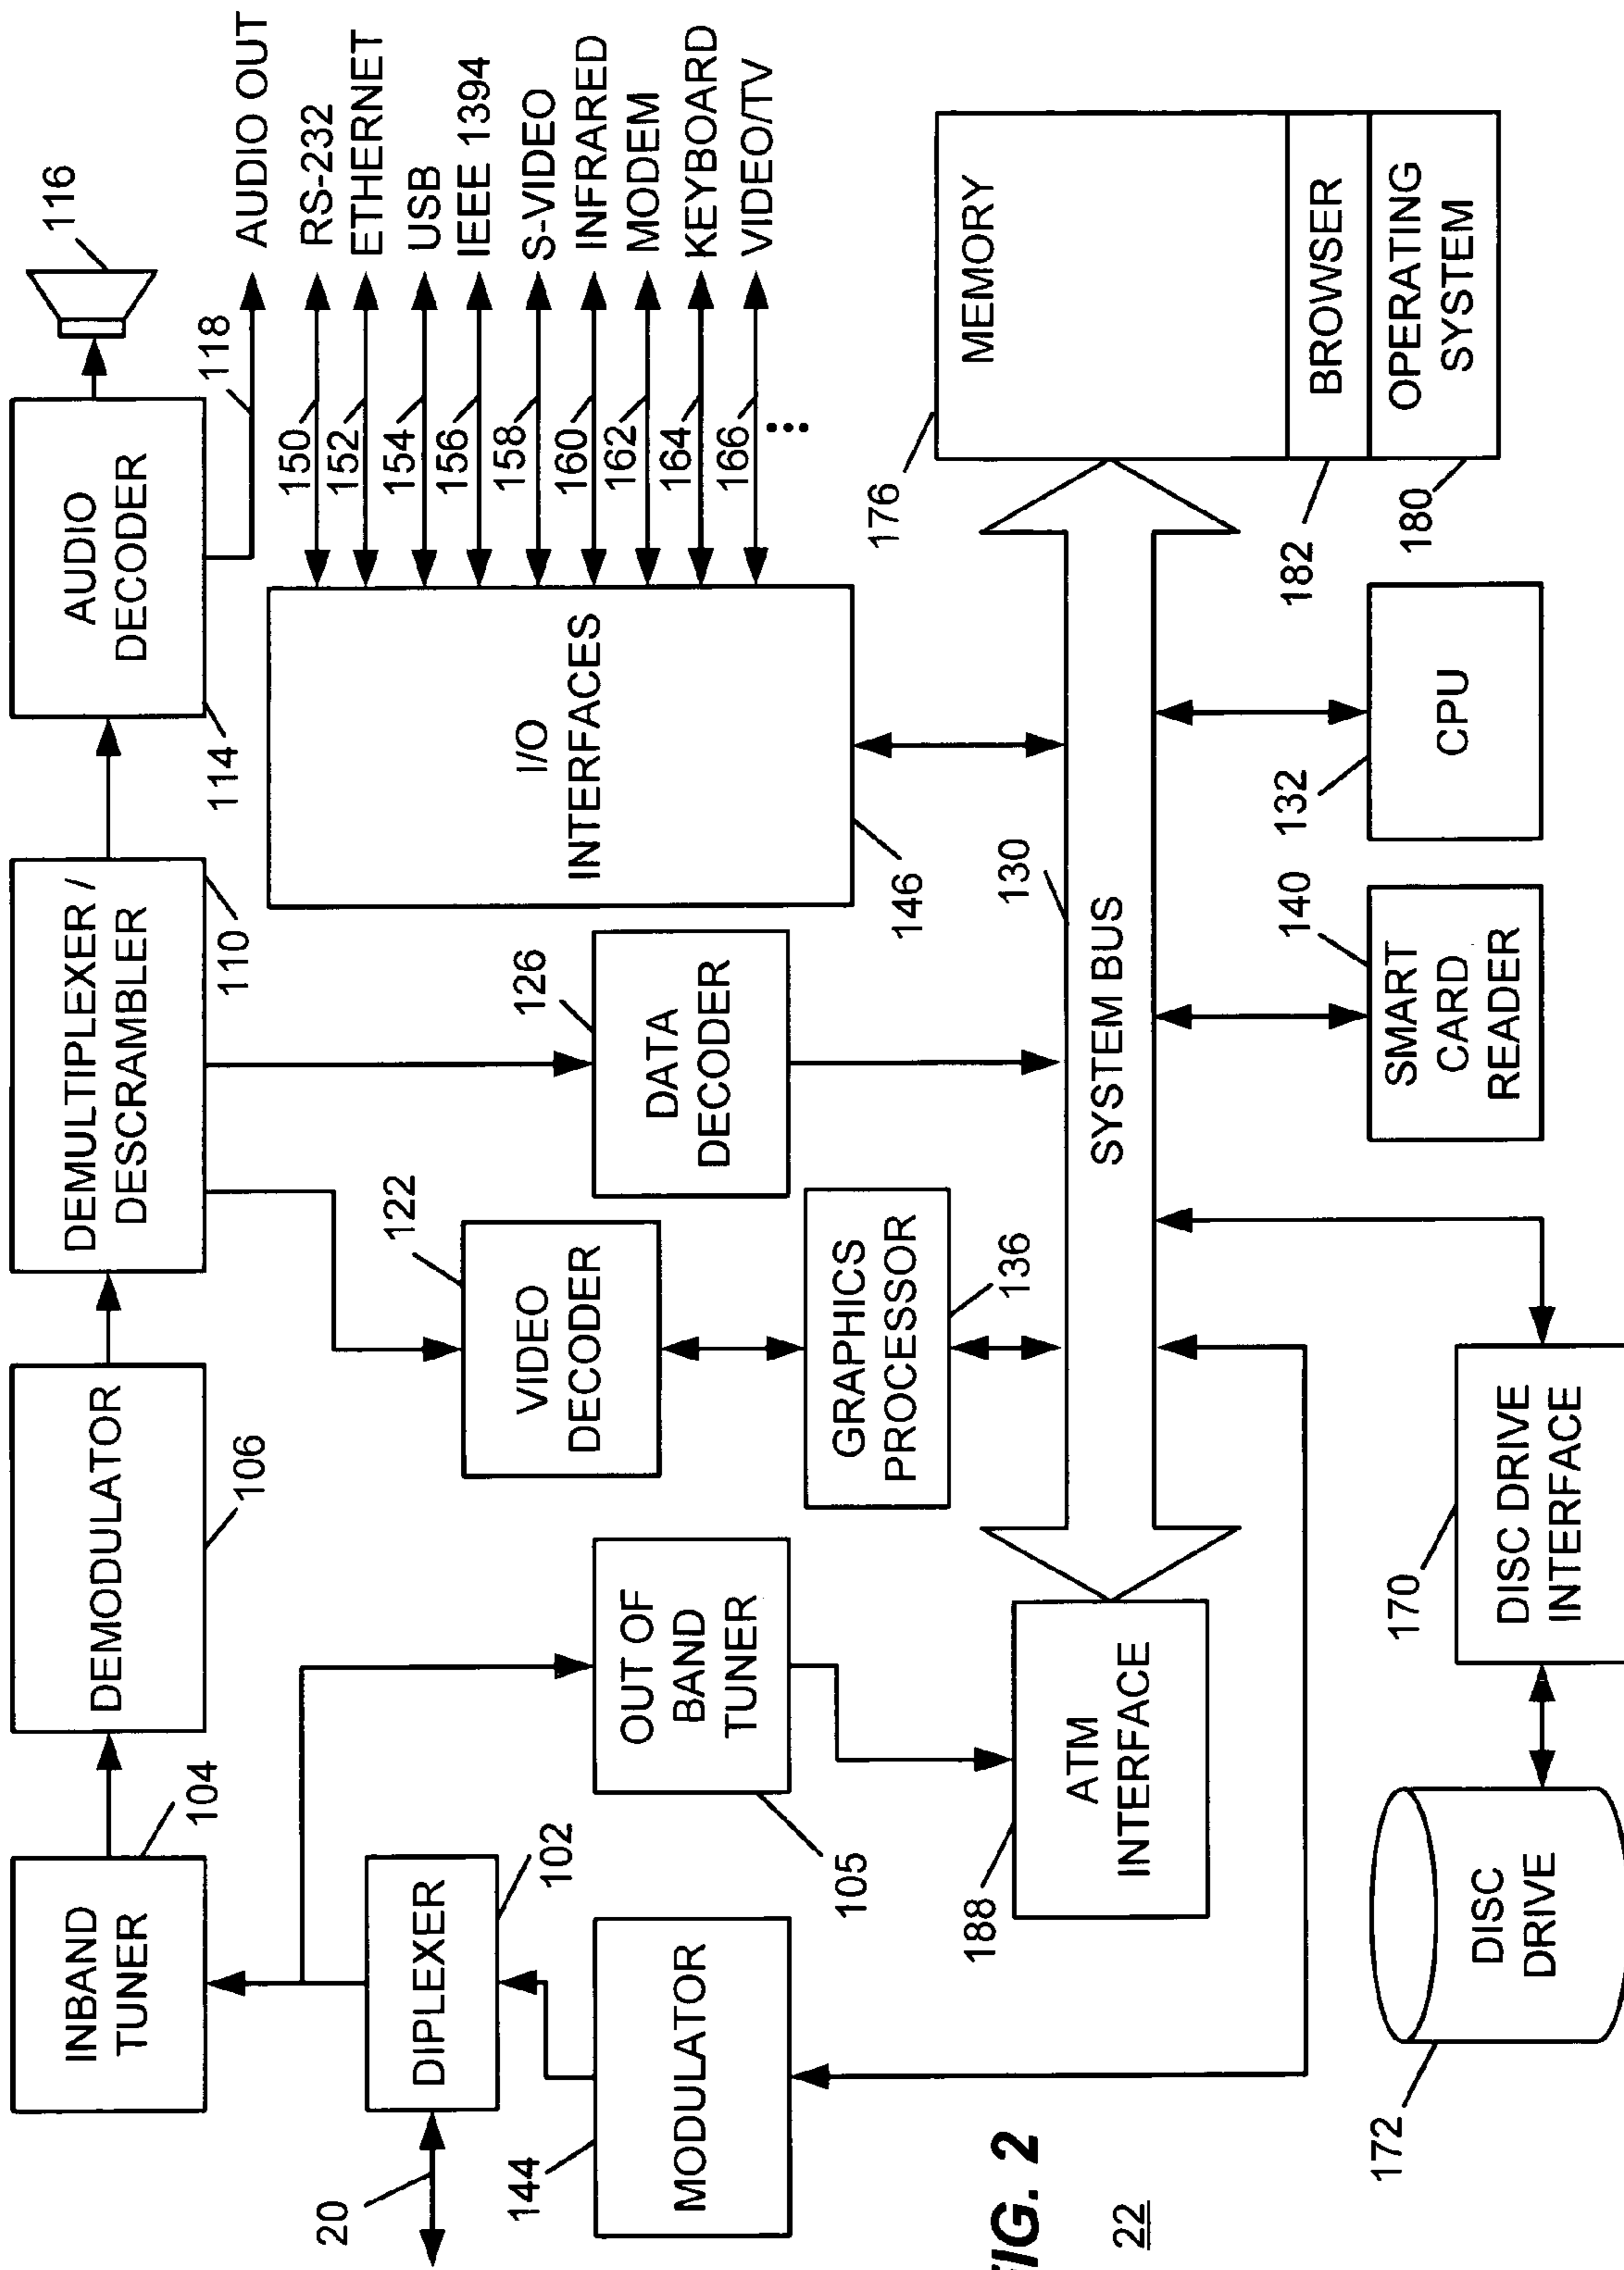 INBAND
TUNER
104
DEMODULATOR
106
DEMULTIPLEXER /
DESCRAMBLER
110
AUDIO
DECODER
114
116
118
AUDIO OUT
20
DIPLEXER
102
144
MODULATOR
OUT OF
BAND
TUNER
105
VIDEO
DECODER
122
GRAPHICS
PROCESSOR
136
DATA
DECODER
126
I/O
INTERFACES
146
150
RS-232
152
ETHERNET
154
USB
156
IEEE 1394
158
S-VIDEO
160
INFRARED
162
MODEM
164
KEYBOARD
166
VIDEO/TV
188
ATM
INTERFACE
130
SYSTEM BUS
176
MEMORY
182
BROWSER
180
OPERATING
SYSTEM
172
DISC
DRIVE
170
DISC DRIVE
INTERFACE
140
SMART
CARD
READER
132
CPU
FIG. 2
22